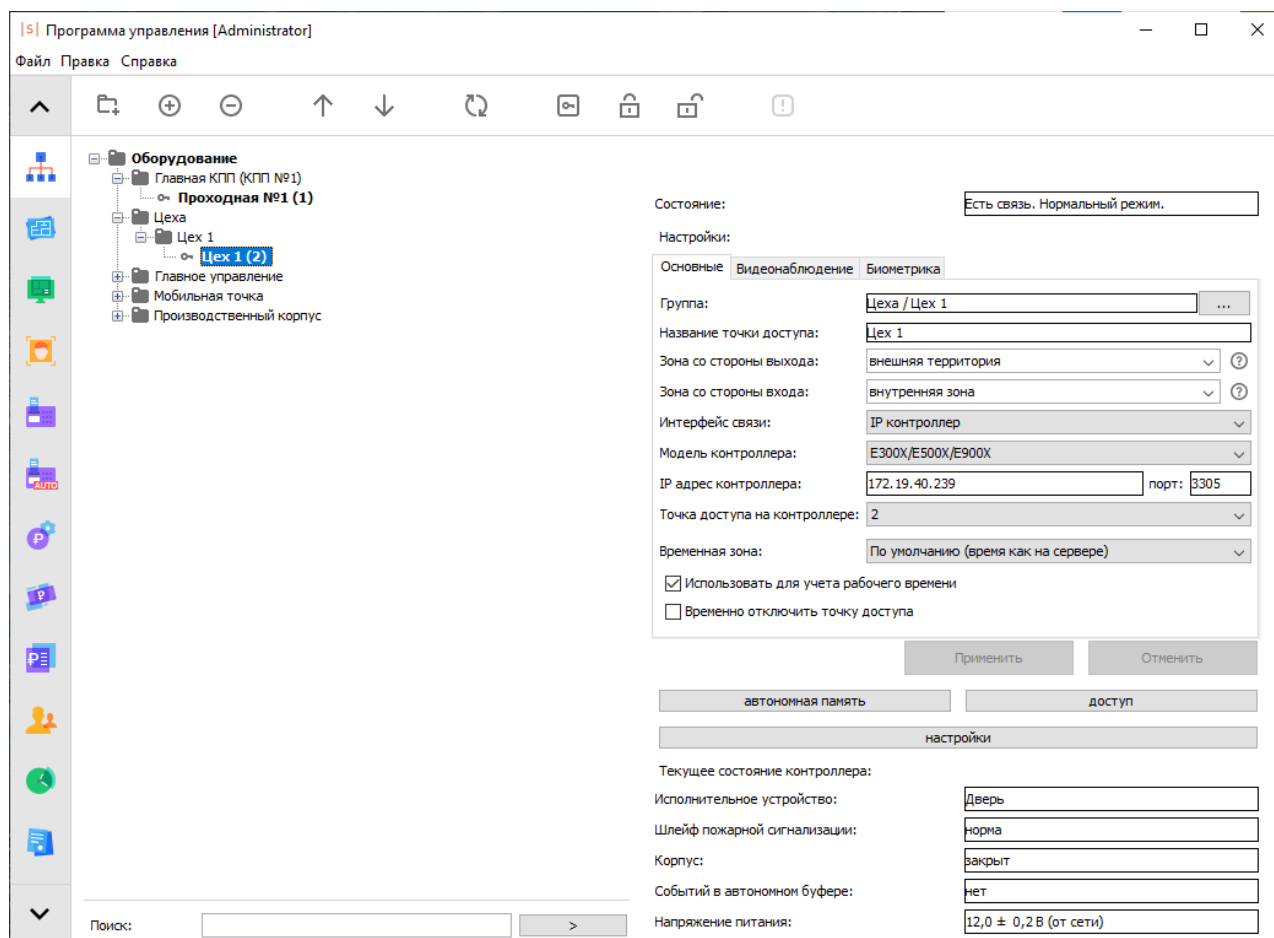 |S| Программа управления [Administrator]
Файл Правка Справка
Оборудование
Главная КПП (КПП №1)
Проходная №1 (1)
Цеха
Цех 1
Цех 1 (2)
Главное управление
Мобильная точка
Производственный корпус
AUTO
Поиск: >
Состояние: Есть связь. Нормальный режим.
Настройки:
Основные Видеонаблюдение Биометрика
Группа: Цеха / Цех 1 ...
Название точки доступа: Цех 1
Зона со стороны выхода: внешняя территория ?
Зона со стороны входа: внутренняя зона ?
Интерфейс связи: IP контроллер
Модель контроллера: E300X/E500X/E900X
IP адрес контроллера: 172.19.40.239 порт: 3305
Точка доступа на контроллере: 2
Временная зона: По умолчанию (время как на сервере)
Использовать для учета рабочего времени
Временно отключить точку доступа
Применить Отменить
автономная память доступ
настройки
Текущее состояние контроллера:
Исполнительное устройство: Дверь
Шлейф пожарной сигнализации: норма
Корпус: закрыт
Событий в автономном буфере: нет
Напряжение питания: 12,0 ± 0,2 В (от сети)